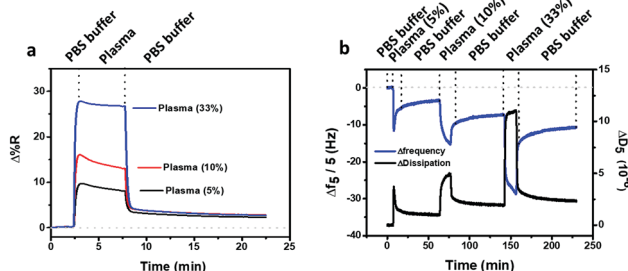 a
PBS buffer
Plasma
PBS buffer
Δ%R
30
20
10
0
Plasma (33%)
Plasma (10%)
Plasma (5%)
0
5
10
15
20
25
Time (min)
b
PBS buffer
Plasma (5%)
PBS buffer
Plasma (10%)
PBS buffer
Plasma (33%)
PBS buffer
Δf5 / 5 (Hz)
0
-10
-20
-30
-40
Δfrequency
ΔDissipation
15
10
5
0
ΔD5 (10-6)
0
50
100
150
200
250
Time (min)